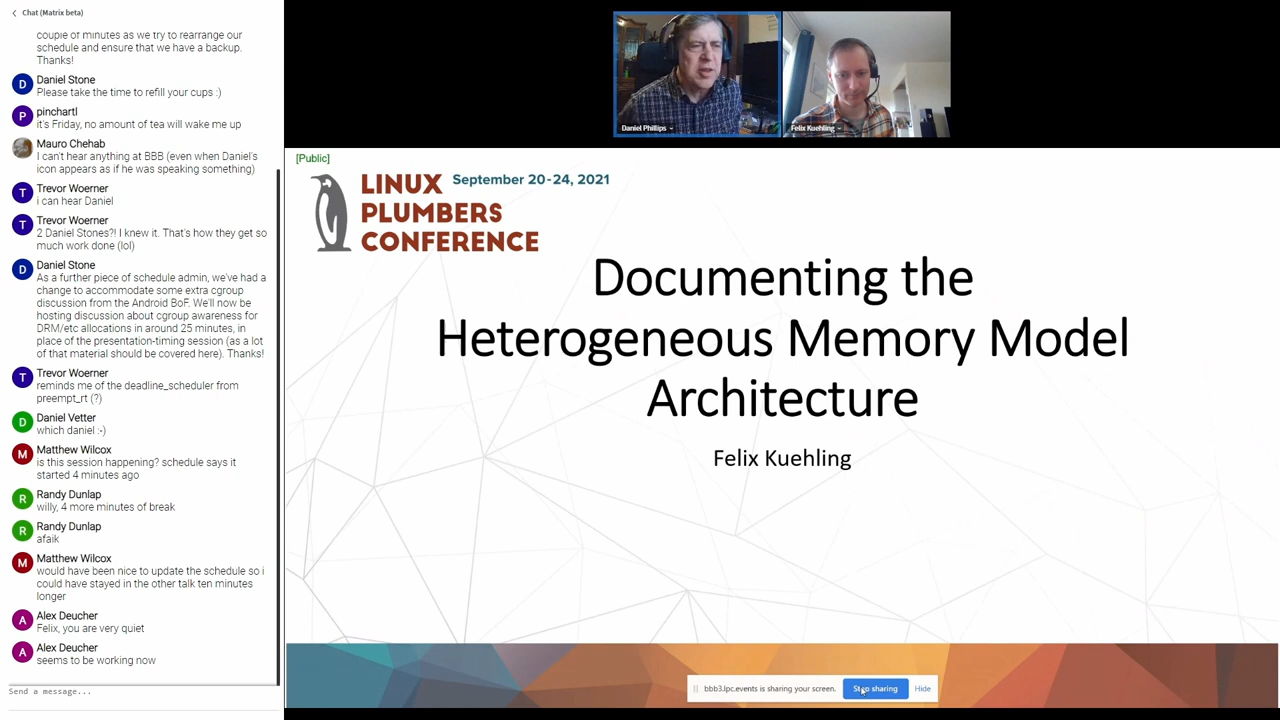 Chat (Matrix beta)
couple of minutes as we try to rearrange our
schedule and ensure that we have a backup.
Thanks!
D
Daniel Stone
Please take the time to refill your cups :)
P
pinchartl
it's Friday, no amount of tea will wake me up
Mauro Chehab
I can't hear anything at BBB (even when Daniel's
icon appears as if he was speaking something)
T
Trevor Woerner
i can hear Daniel
T
Trevor Woerner
2 Daniel Stones?! I knew it. That's how they get so
much work done (lol)
D
Daniel Stone
As a further piece of schedule admin, we've had a
change to accommodate some extra cgroup
discussion from the Android BoF. We'll now be
hosting discussion about cgroup awareness for
DRM/etc allocations in around 25 minutes, in
place of the presentation-timing session (as a lot
of that material should be covered here). Thanks!
T
Trevor Woerner
reminds me of the deadline_scheduler from
preempt_rt (?)
D
Daniel Vetter
which daniel :-)
M
Matthew Wilcox
is this session happening? schedule says it
started 4 minutes ago
R
Randy Dunlap
willy, 4 more minutes of break
R
Randy Dunlap
afaik
M
Matthew Wilcox
would have been nice to update the schedule so i
could have stayed in the other talk ten minutes
longer
A
Alex Deucher
Felix, you are very quiet
A
Alex Deucher
seems to be working now
Send a message...
Daniel Phillips
Felix Kuehling
[Public]
LINUX
PLUMBERS
CONFERENCE
September 20-24, 2021
Documenting the
Heterogeneous Memory Model
Architecture
Felix Kuehling
bbb3.lpc.events is sharing your screen.
Stop sharing
Hide